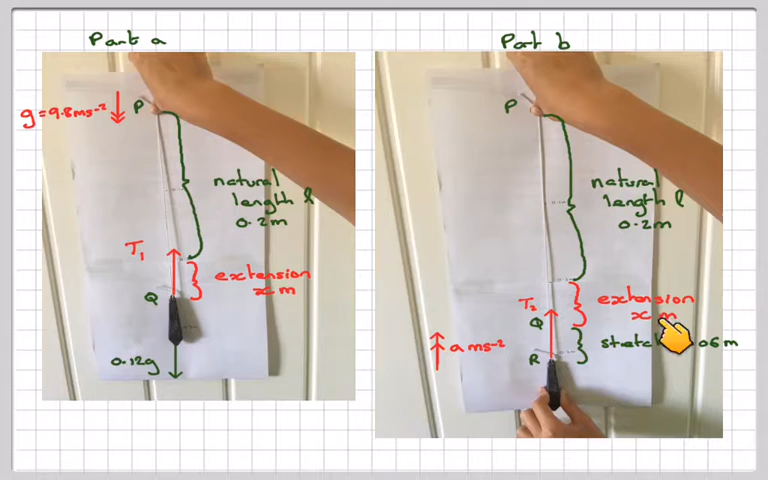 Part a
g = 9.8ms⁻²
P
natural
length l
0.2m
T₁
extension
x m
Q
0.12g
Part b
P
natural
length l
0.2m
T₂
extension
x m
Q
a ms⁻²
R
06 m